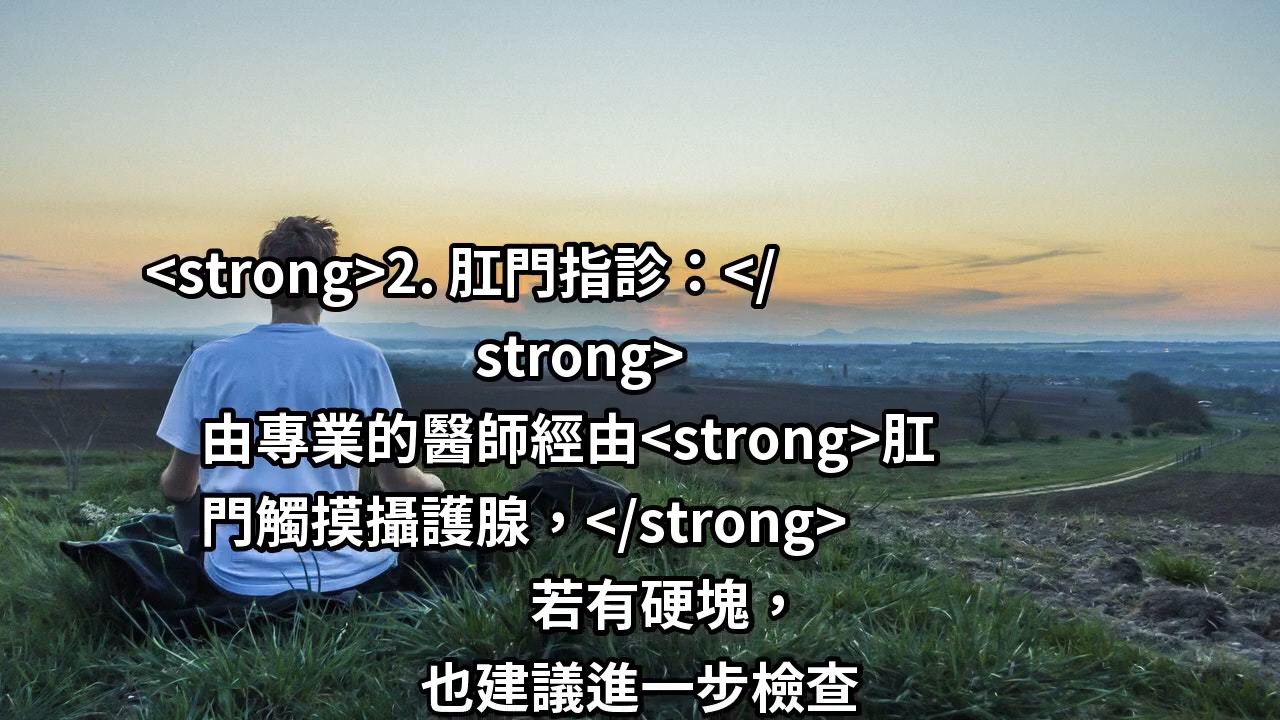 <strong>2. 肛門指診：</
strong>
由專業的醫師經由<strong>肛
門觸摸攝護腺，</strong>
若有硬塊，
也建議進一步檢查